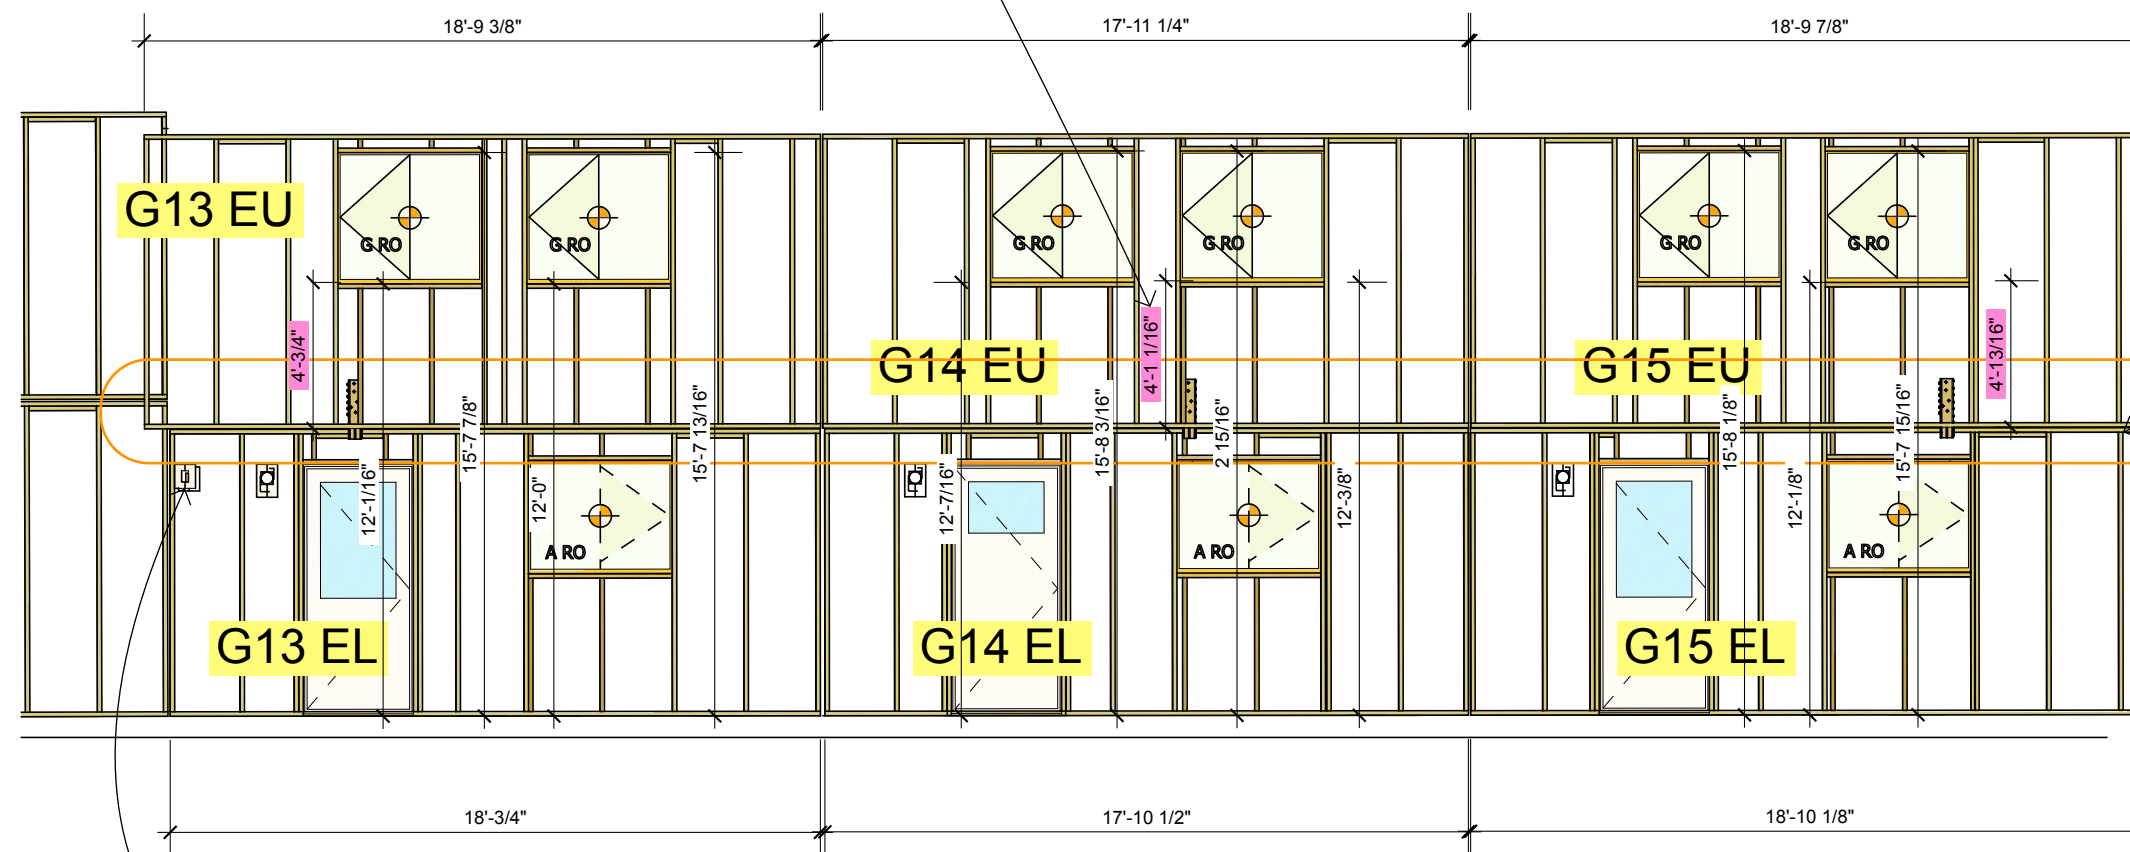 18'-9 3/8"
17'-11 1/4"
18'-9 7/8"
G13 EU
G RO
G RO
G RO
G RO
G RO
G RO
4'-3/4"
G14 EU
4'-1 1/16"
G15 EU
4'-13/16"
15'-7 7/8"
15'-7 13/16"
15'-8 3/16"
2 15/16"
15'-8 1/8"
15'-7 15/16"
12'-1/16"
12'-0"
12'-7/16"
12'-3/8"
12'-1/8"
A RO
A RO
A RO
G13 EL
G14 EL
G15 EL
18'-3/4"
17'-10 1/2"
18'-10 1/8"